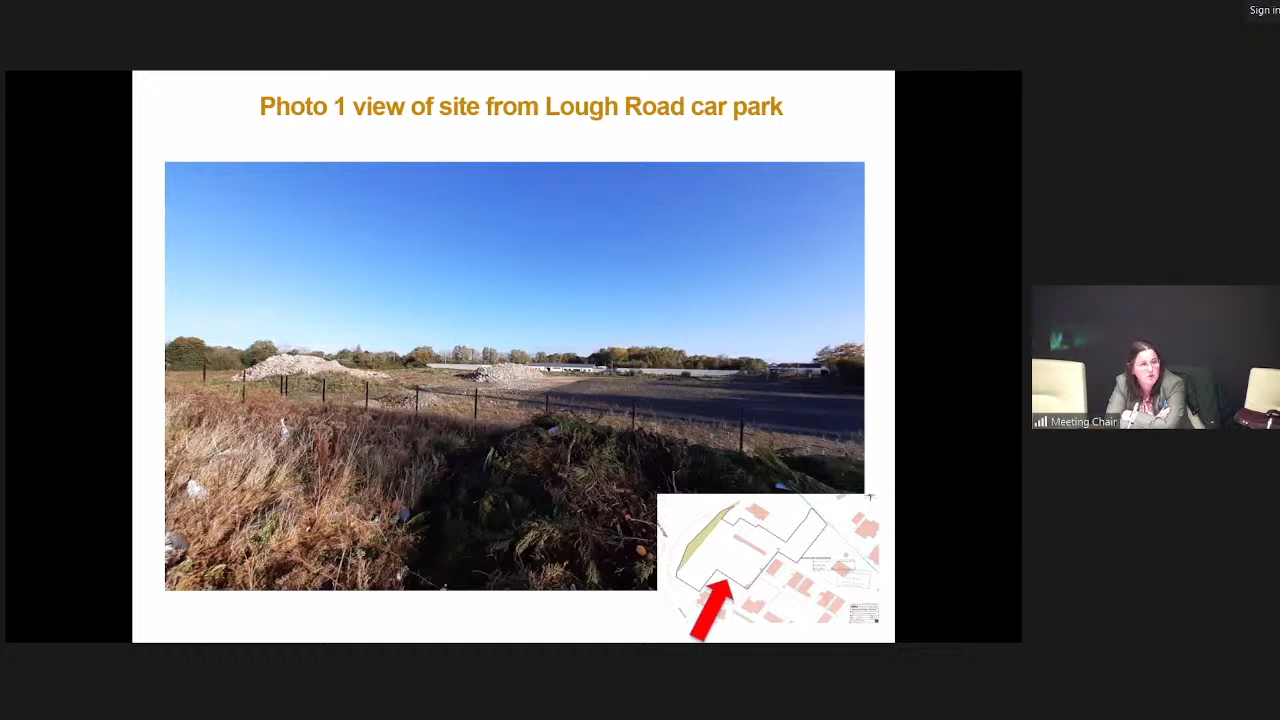 Sign in
Photo 1 view of site from Lough Road car park
Meeting Chair